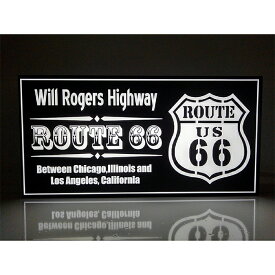 Will Rogers Highway
ROUTE 66
Between Chicago,Illinois and
Los Angeles, California
ROUTE
US
66